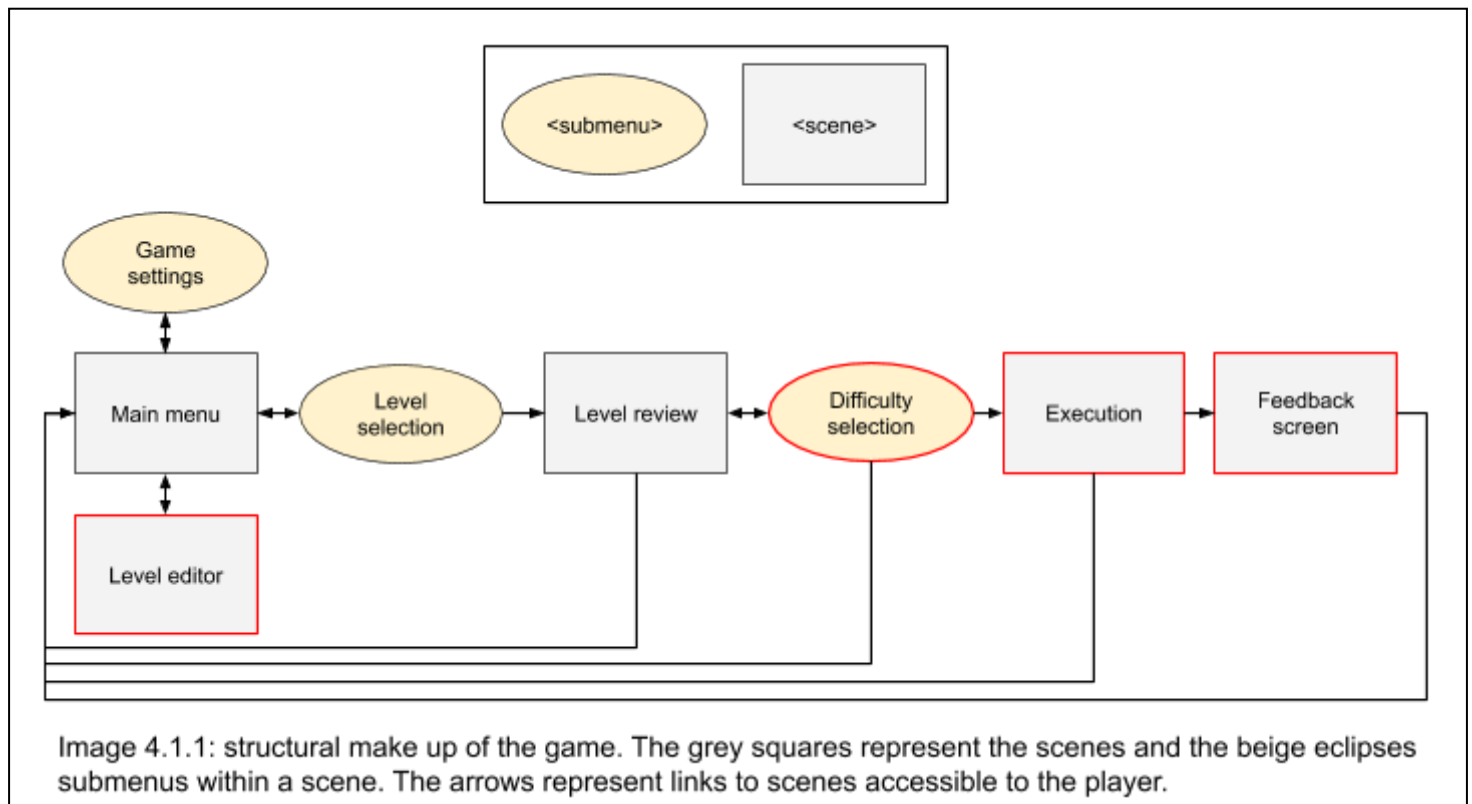 <submenu>
<scene>
Game
settings
Main menu
Level
selection
Level review
Difficulty
selection
Execution
Feedback
screen
Level editor
Image 4.1.1: structural make up of the game. The grey squares represent the scenes and the beige eclipses
submenus within a scene. The arrows represent links to scenes accessible to the player.